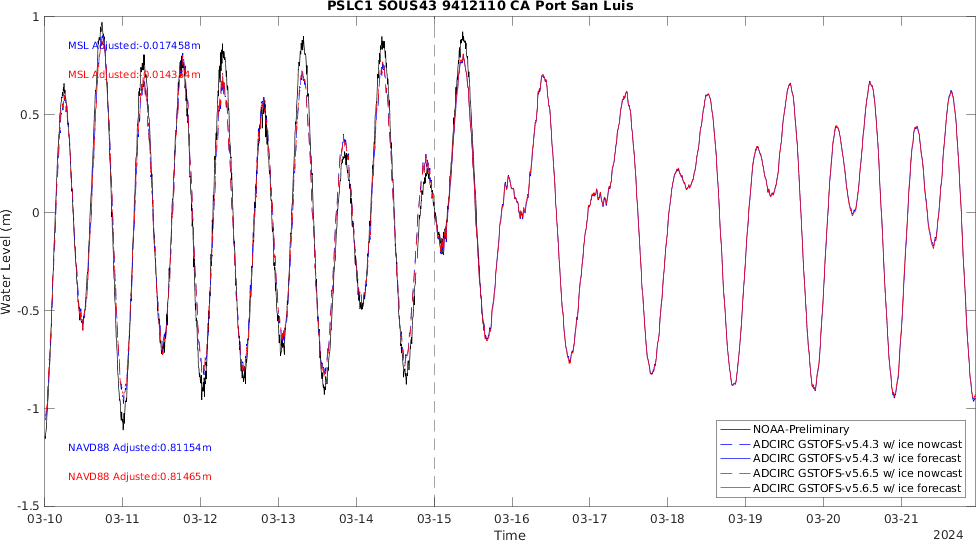 PSLC1 SOUS43 9412110 CA Port San Luis
1
0.5
0
-0.5
-1
-1.5
Water Level (m)
MSL Adjusted:-0.017458m
MSL Adjusted:
NAVD88 Adjusted:0.81154m
NAVD88 Adjusted:0.81465m
NOAA-Preliminary
ADCIRC GSTOFS-v5.4.3 w/ ice nowcast
ADCIRC GSTOFS-v5.4.3 w/ ice forecast
ADCIRC GSTOFS-v5.6.5 w/ ice nowcast
ADCIRC GSTOFS-v5.6.5 w/ ice forecast
03-10 03-11 03-12 03-13 03-14 03-15 03-16 03-17 03-18 03-19 03-20 03-21
Time
2024